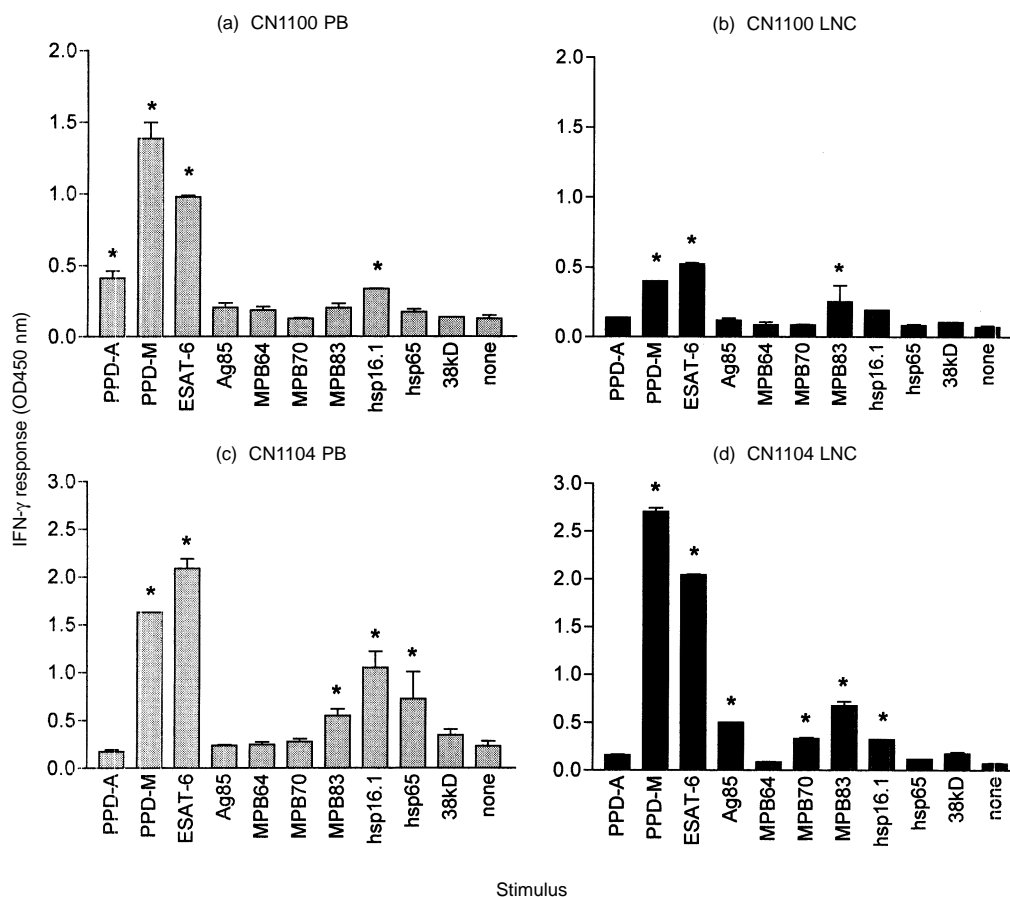 (a) CN1100 PB
2.0
1.5
1.0
0.5
0.0
*
*
*
*
PPD-A
PPD-M
ESAT-6
Ag85
MPB64
MPB70
MPB83
hsp16.1
hsp65
38kD
none
(b) CN1100 LNC
2.0
1.5
1.0
0.5
0.0
*
*
*
PPD-A
PPD-M
ESAT-6
Ag85
MPB64
MPB70
MPB83
hsp16.1
hsp65
38kD
none
IFN-γ response (OD450 nm)
(c) CN1104 PB
3.0
2.5
2.0
1.5
1.0
0.5
0.0
*
*
*
*
*
PPD-A
PPD-M
ESAT-6
Ag85
MPB64
MPB70
MPB83
hsp16.1
hsp65
38kD
none
(d) CN1104 LNC
3.0
2.5
2.0
1.5
1.0
0.5
0.0
*
*
*
*
*
*
PPD-A
PPD-M
ESAT-6
Ag85
MPB64
MPB70
MPB83
hsp16.1
hsp65
38kD
none
Stimulus